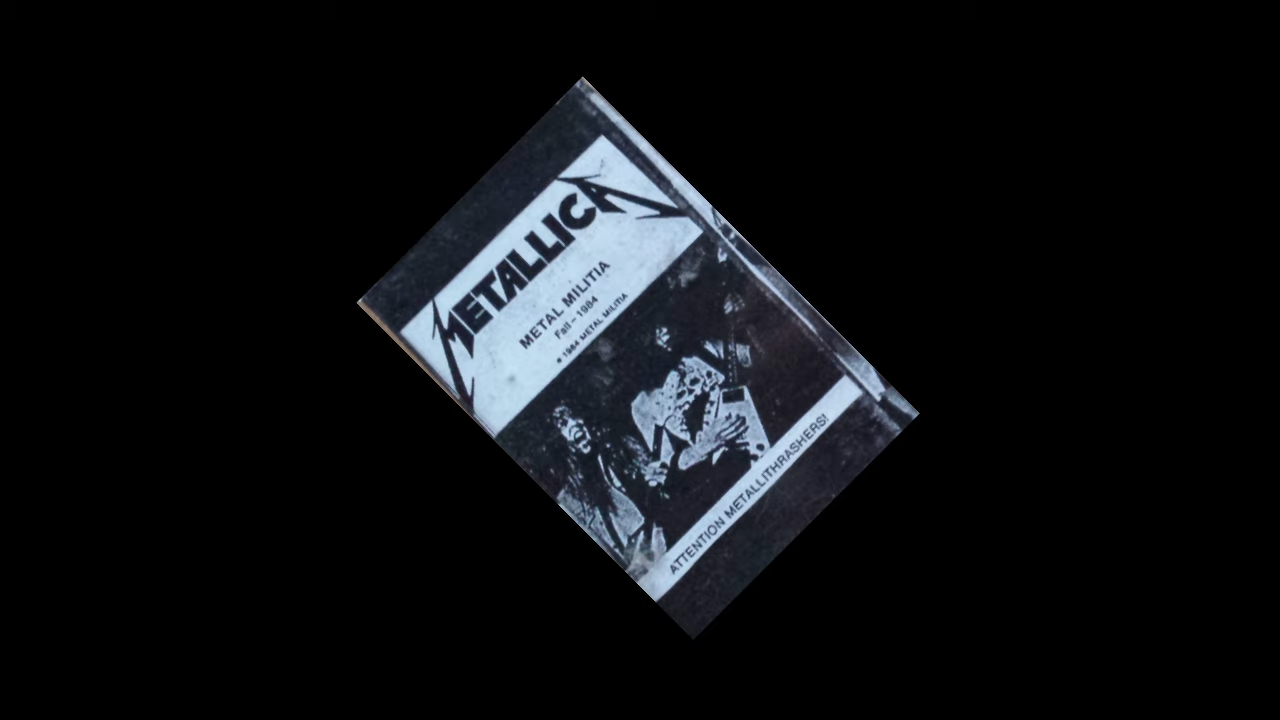 METALLICA
METAL MILITIA
Fall - 1984
© 1984 METAL MILITIA
ATTENTION METALLITHRASHERS!